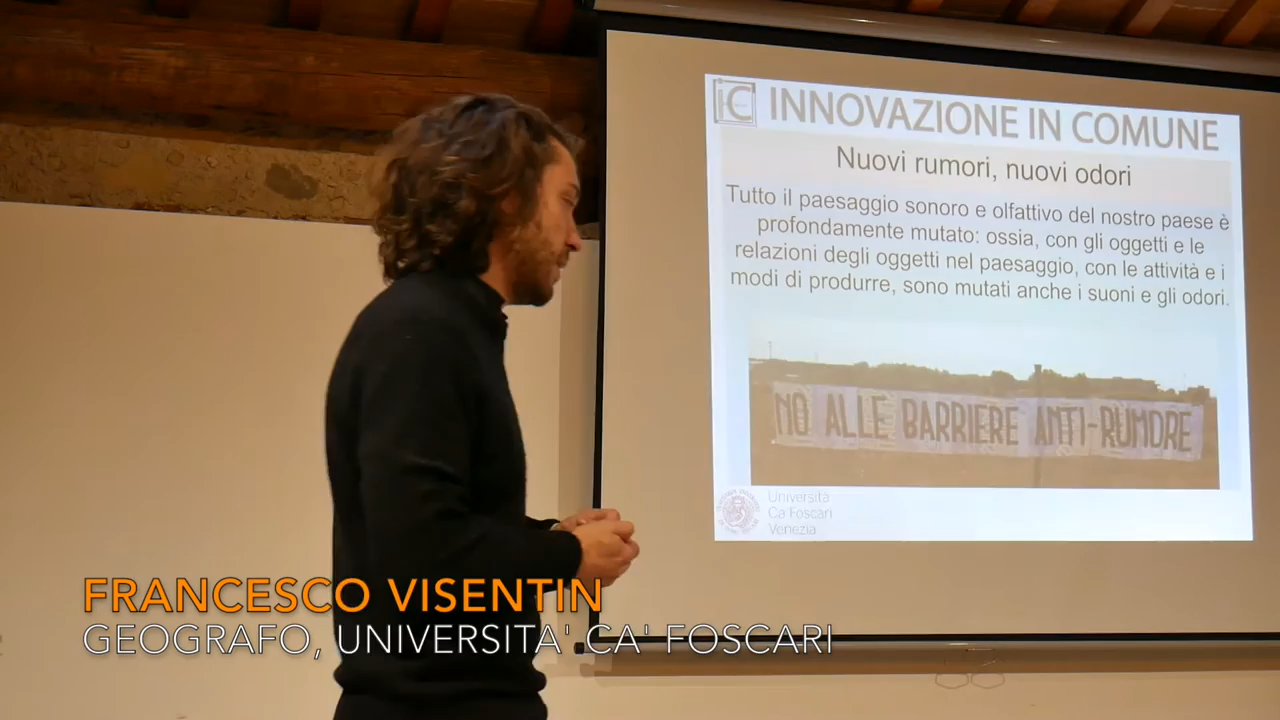 iC INNOVAZIONE IN COMUNE
Nuovi rumori, nuovi odori
Tutto il paesaggio sonoro e olfattivo del nostro paese è
profondamente mutato: ossia, con gli oggetti e le
relazioni degli oggetti nel paesaggio, con le attività e i
modi di produrre, sono mutati anche i suoni e gli odori.
NO ALLE BARRIERE ANTI-RUMORE
Università
Ca' Foscari
Venezia
FRANCESCO VISENTIN
GEOGRAFO, UNIVERSITA' CA' FOSCARI